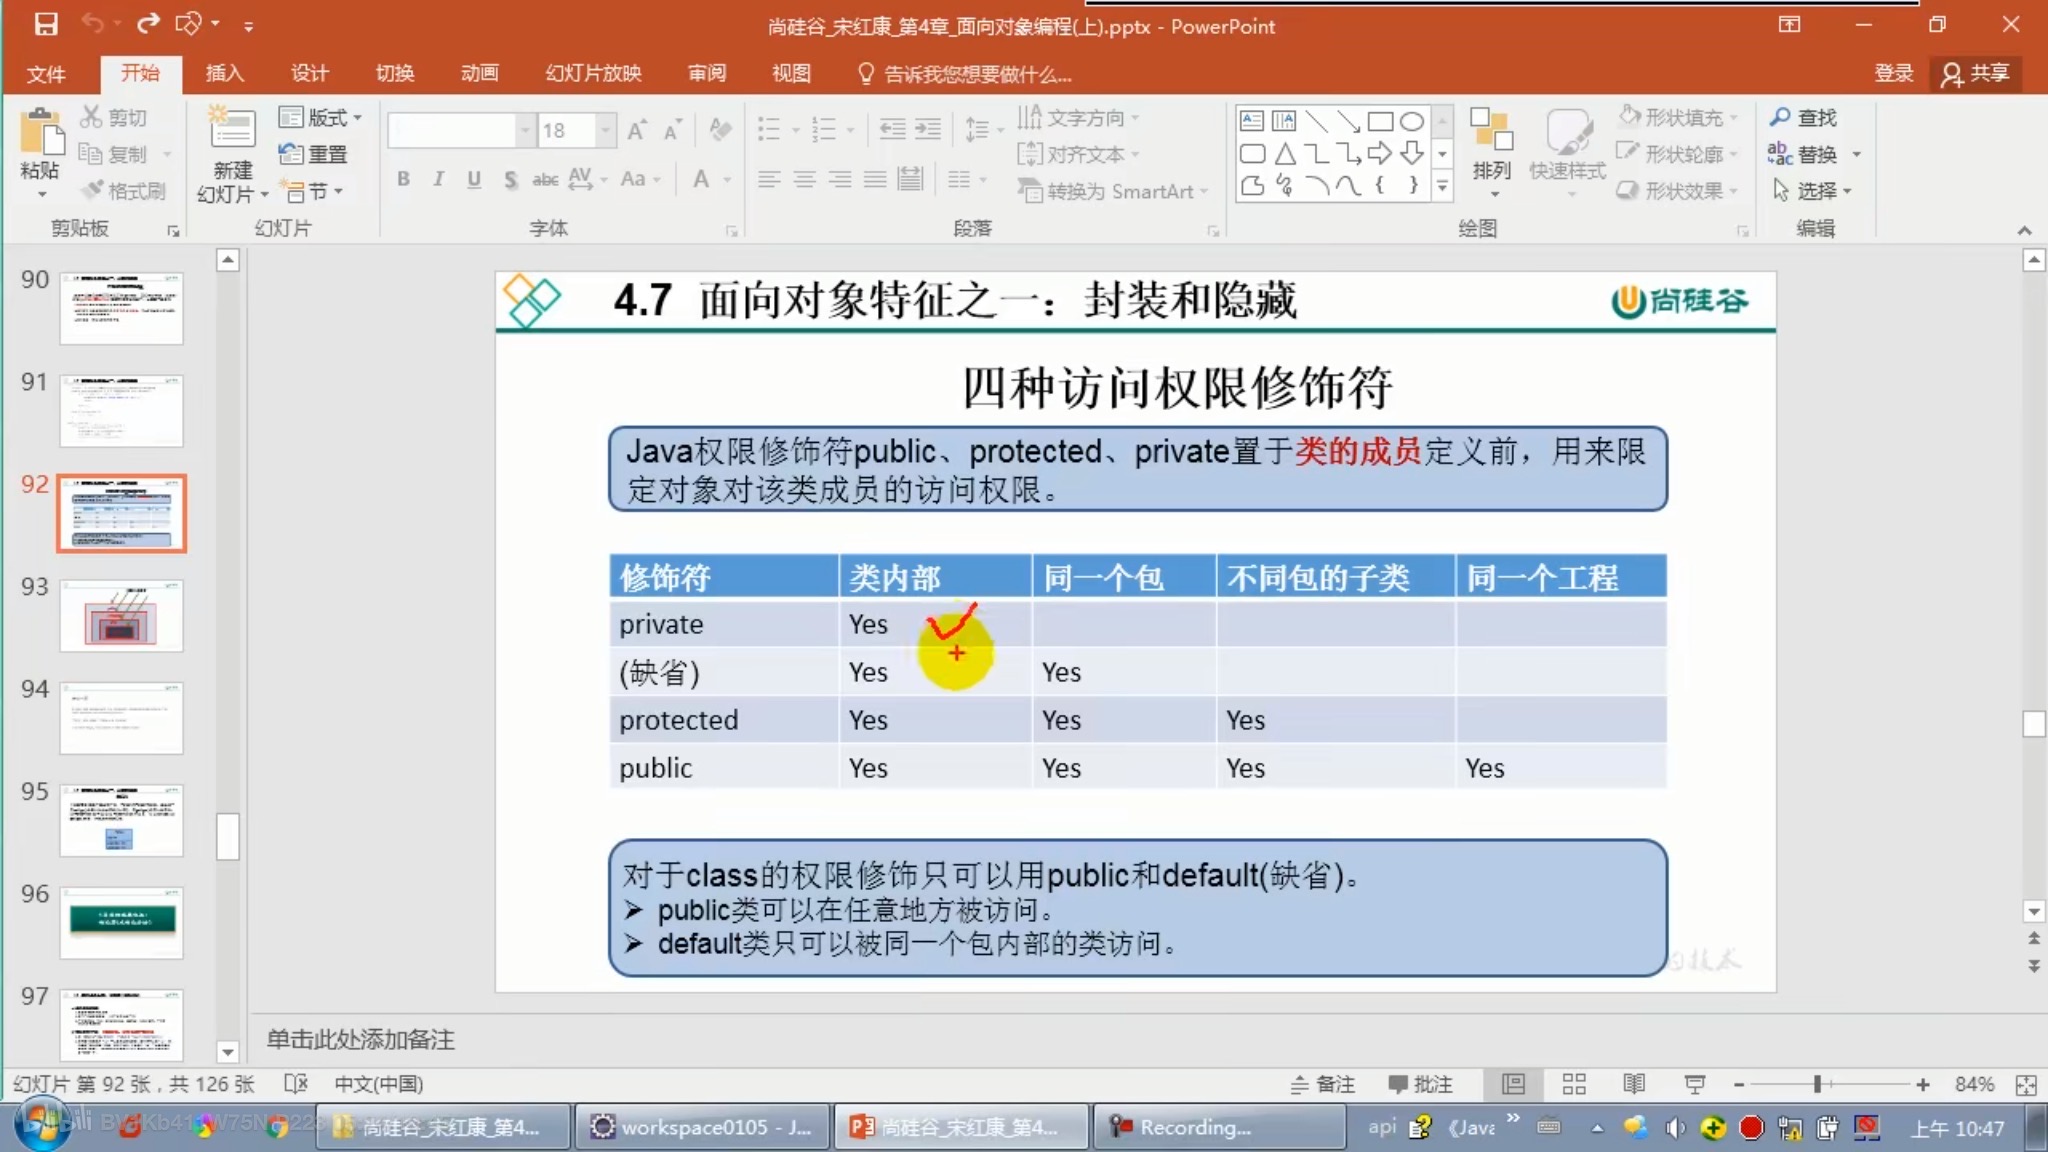 尚硅谷_宋红康_第4章_面向对象编程(上).pptx - PowerPoint
文件 开始 插入 设计 切换 动画 幻灯片放映 审阅 视图 告诉我您想要做什么... 登录 共享
粘贴 剪切 复制 格式刷 剪贴板
新建幻灯片 版式 重置 节 幻灯片
18
B I U S abc AV Aa A 字体
文字方向 对齐文本 转换为 SmartArt 段落
排列 快速样式 形状填充 形状轮廓 形状效果 绘图
查找 替换 选择 编辑
90
91
92
93
94
95
96
97
4.7 面向对象特征之一：封装和隐藏
尚硅谷
四种访问权限修饰符
Java权限修饰符public、protected、private置于类的成员定义前，用来限
定对象对该类成员的访问权限。
修饰符 类内部 同一个包 不同包的子类 同一个工程
private Yes
(缺省) Yes Yes
protected Yes Yes Yes
public Yes Yes Yes Yes
对于class的权限修饰只可以用public和default(缺省)。
➢ public类可以在任意地方被访问。
➢ default类只可以被同一个包内部的类访问。
单击此处添加备注
幻灯片 第 92 张，共 126 张 中文(中国) 备注 批注 84%
尚硅谷_宋红康_第4... workspace0105 - J... 尚硅谷_宋红康_第4... Recording... api 《Java 上午 10:47